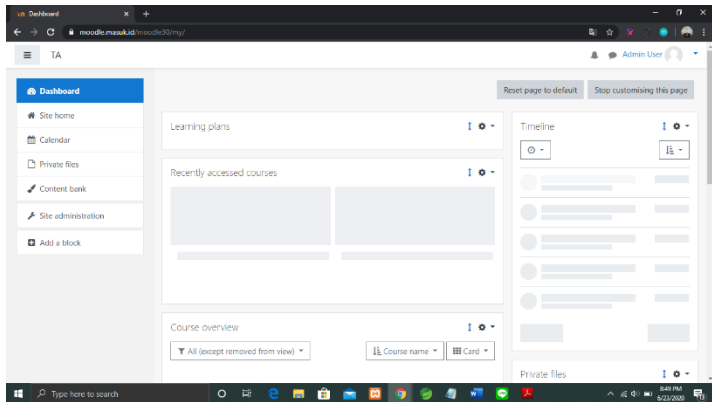 Dashboard
moodle.masuk.id/moodle30/my/
TA
Admin User
Dashboard
Site home
Calendar
Private files
Content bank
Site administration
Add a block
Reset page to default
Stop customising this page
Learning plans
Recently accessed courses
Course overview
All (except removed from view)
Course name
Card
Timeline
Private files
Type here to search
8:49 PM
6/23/2020